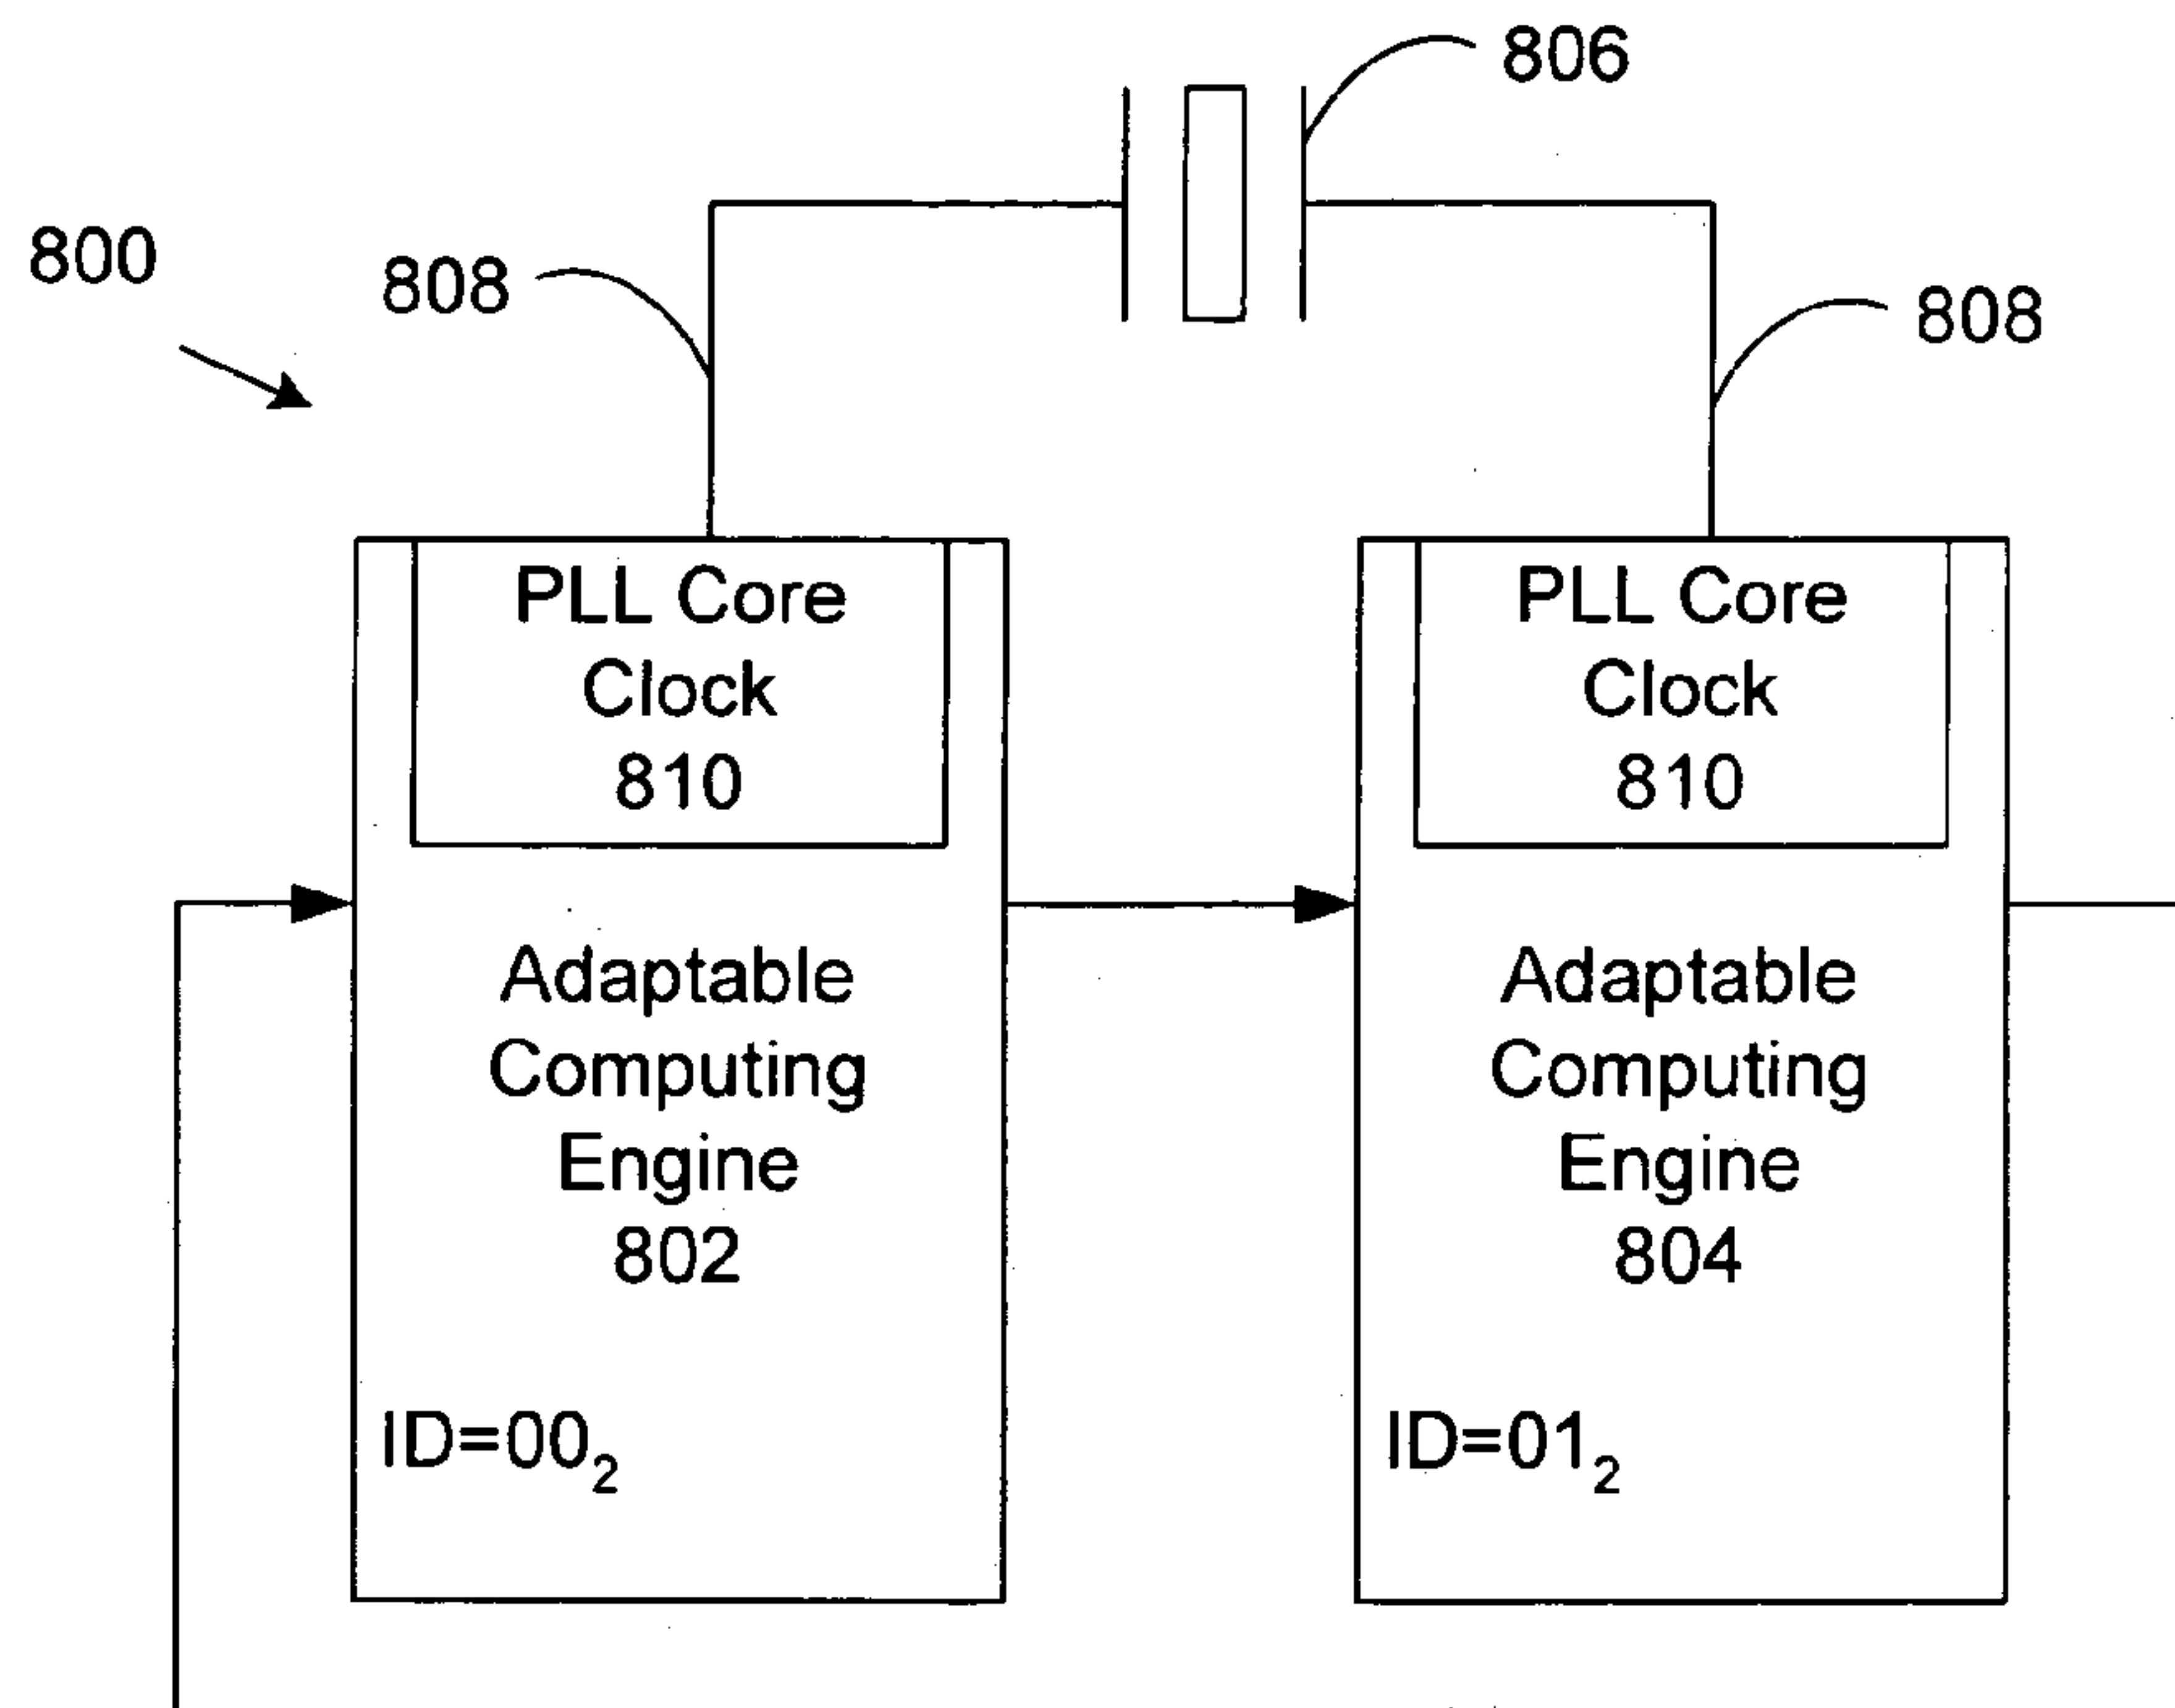 806
800
808
808
PLL Core
Clock
810
PLL Core
Clock
810
Adaptable
Computing
Engine
802
Adaptable
Computing
Engine
804
ID=00₂
ID=01₂